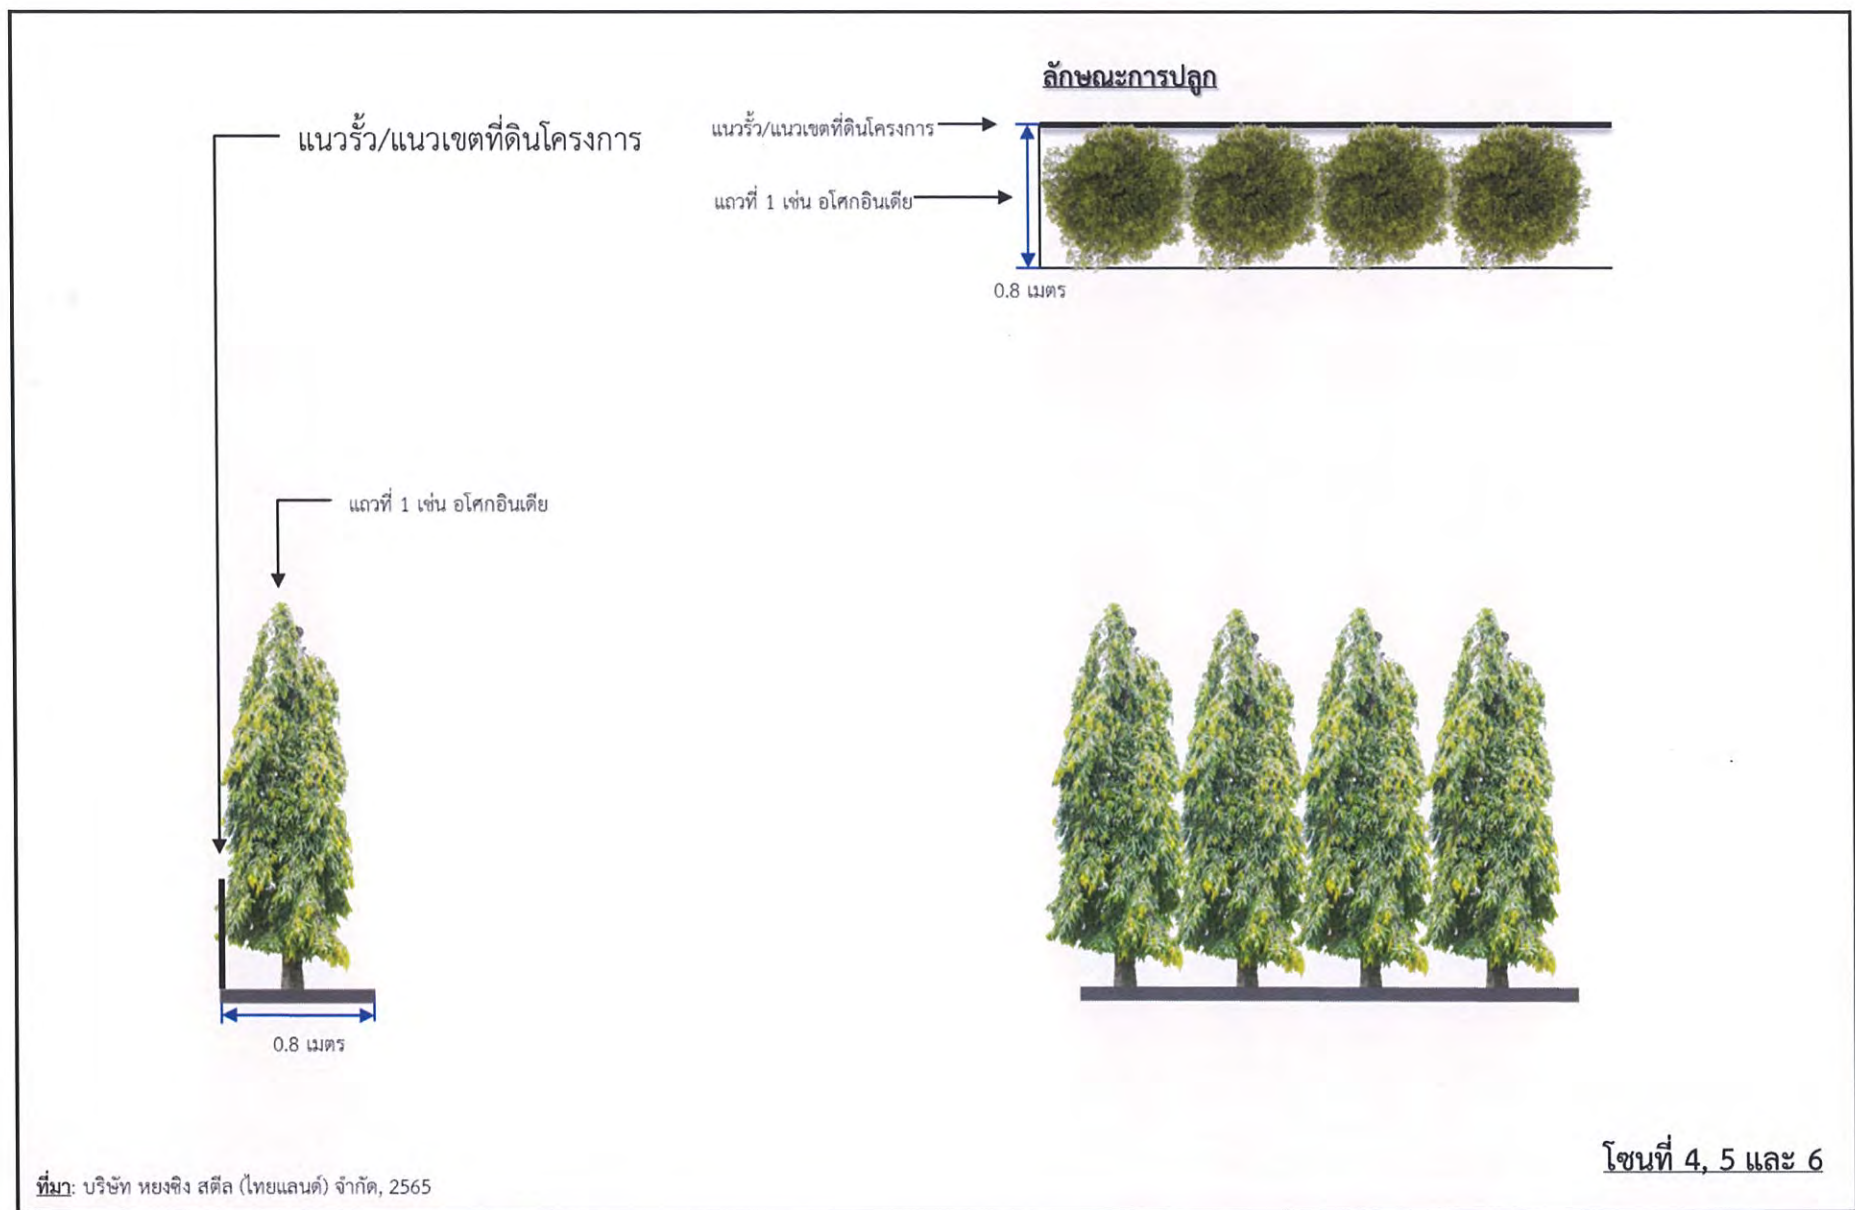 ลักษณะการปลูก
แนวรั้ว/แนวเขตที่ดินโครงการ
แนวรั้ว/แนวเขตที่ดินโครงการ
แถวที่ 1 เช่น อโศกอินเดีย
0.8 เมตร
แถวที่ 1 เช่น อโศกอินเดีย
0.8 เมตร
โซนที่ 4, 5 และ 6
ที่มา: บริษัท หยงซิง สตีล (ไทยแลนด์) จำกัด, 2565